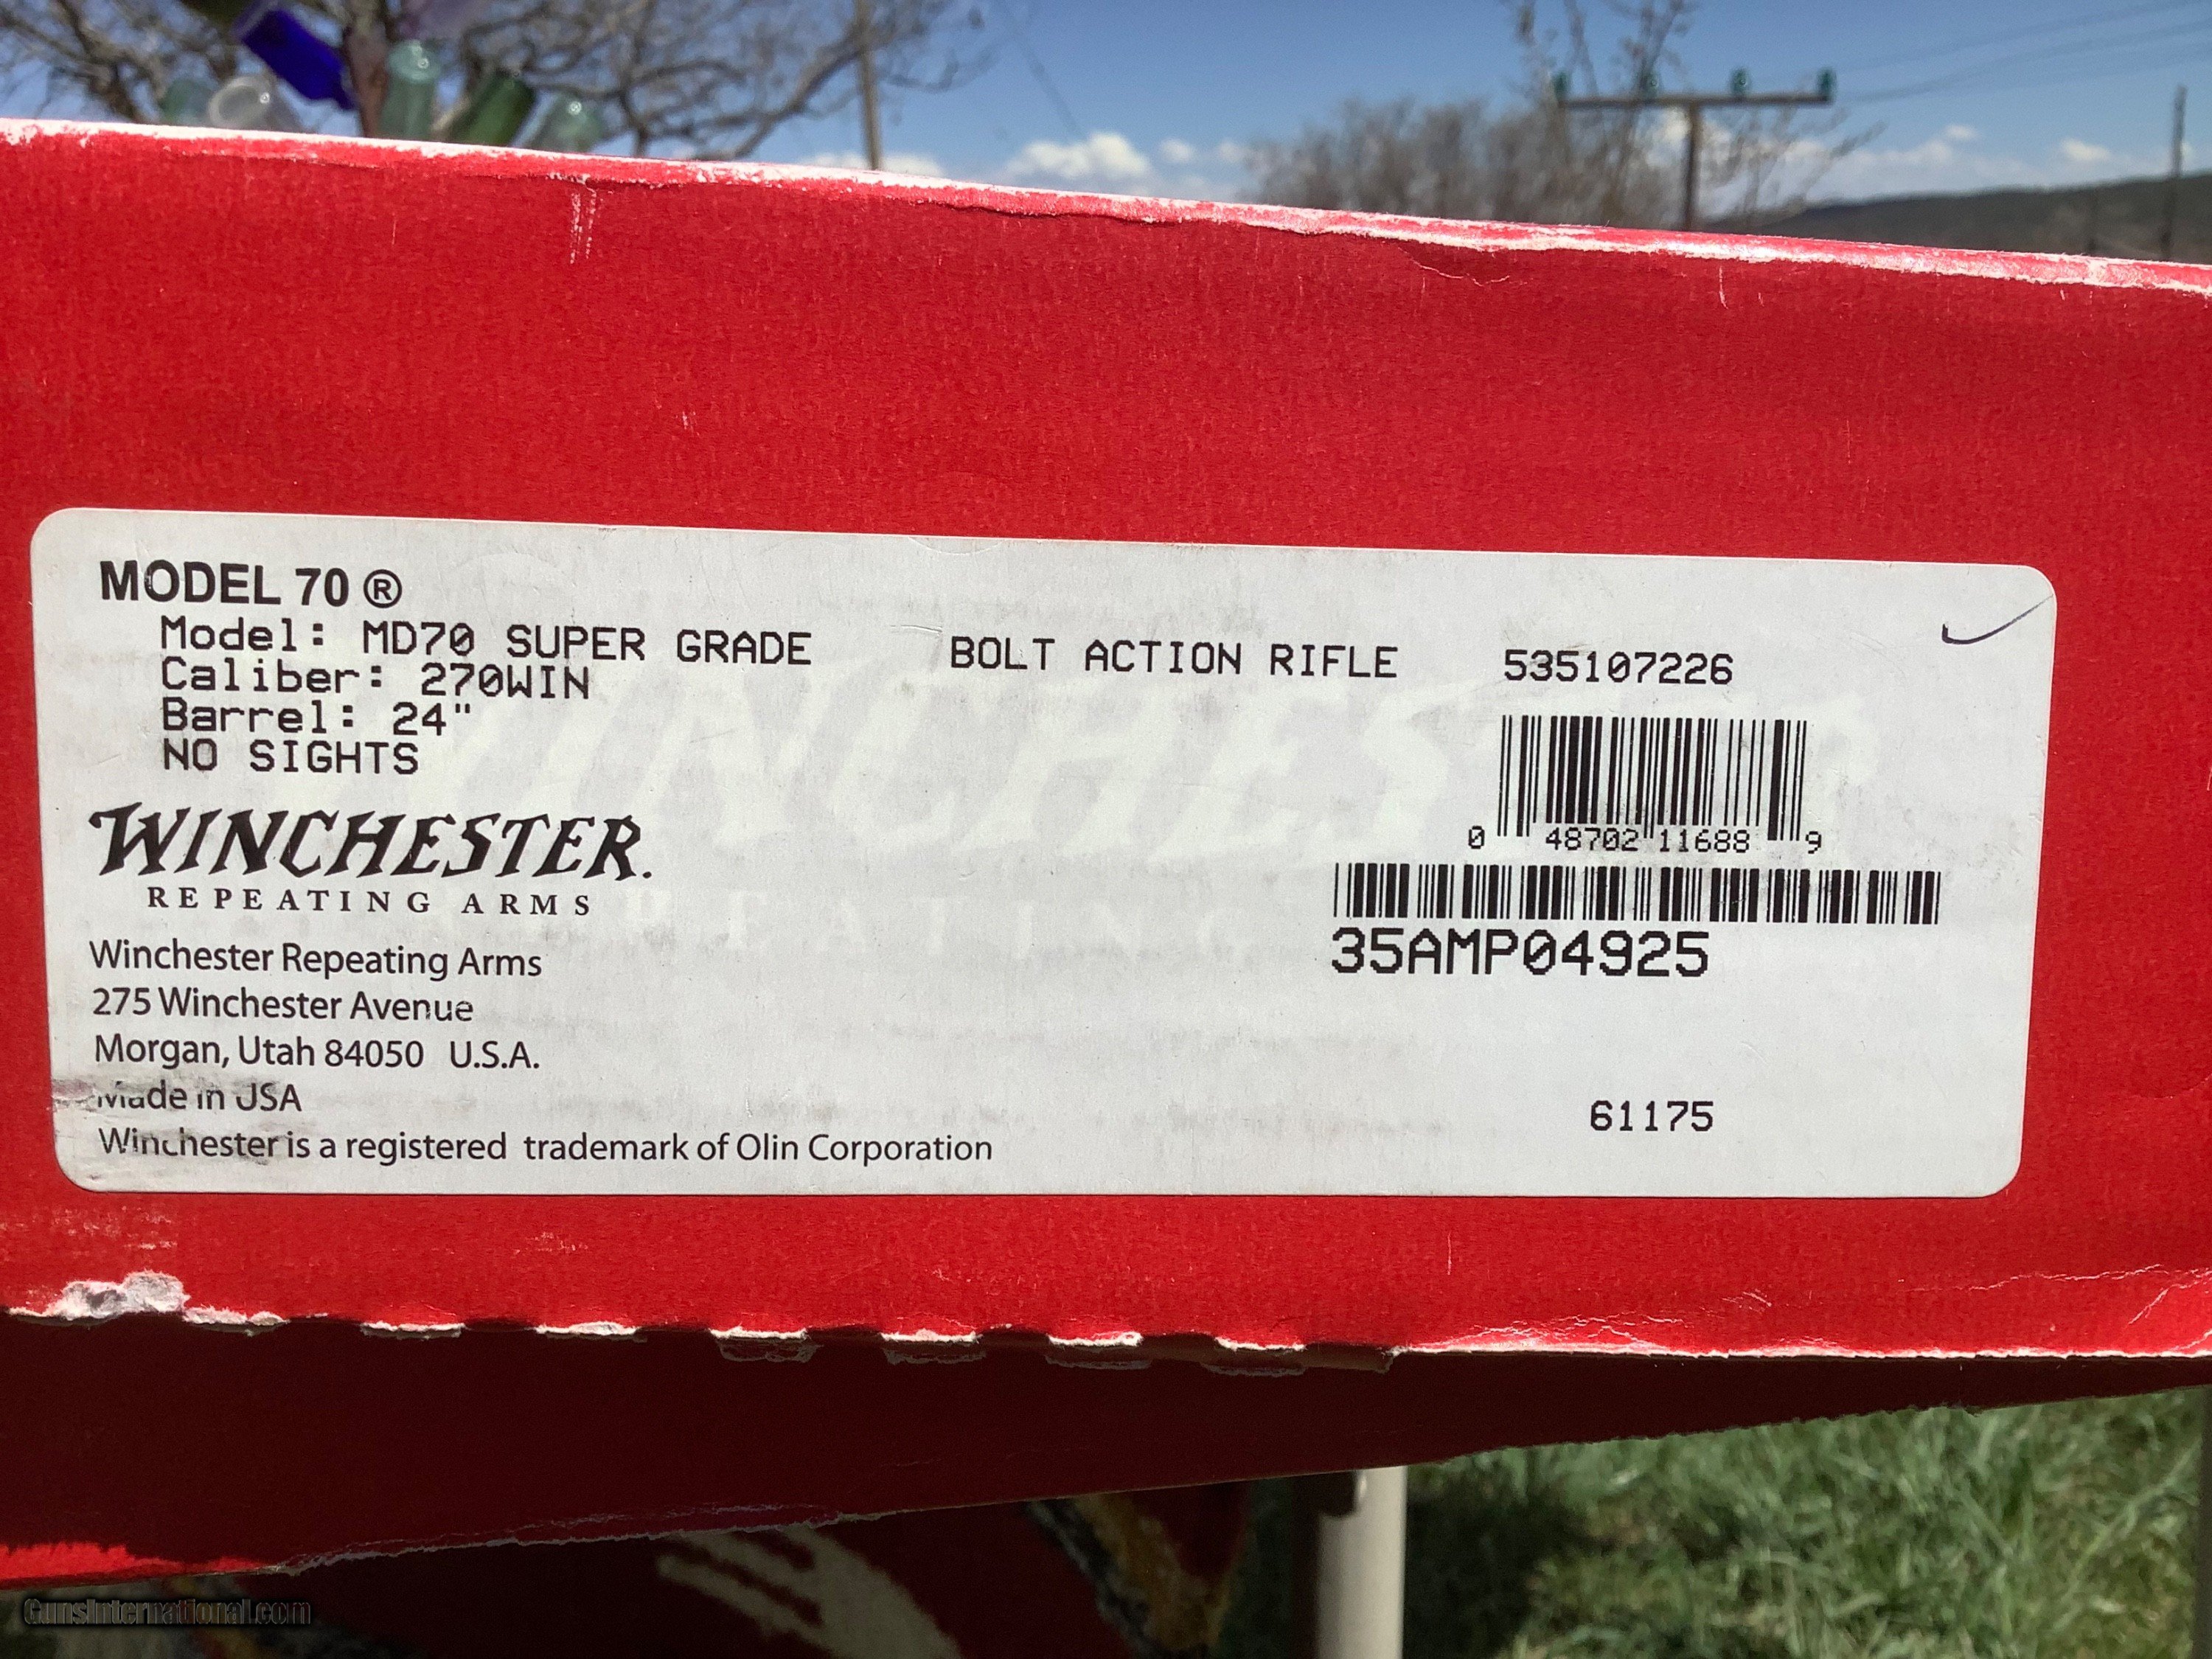 MODEL 70 ®
Model: MD70 SUPER GRADE BOLT ACTION RIFLE 535107226
Caliber: 270WIN
Barrel: 24"
NO SIGHTS
0 48702 11688 9
WINCHESTER.
REPEATING ARMS
35AMP04925
Winchester Repeating Arms
275 Winchester Avenue
Morgan, Utah 84050 U.S.A.
Made in USA
61175
Winchester is a registered trademark of Olin Corporation
GunsInternational.com